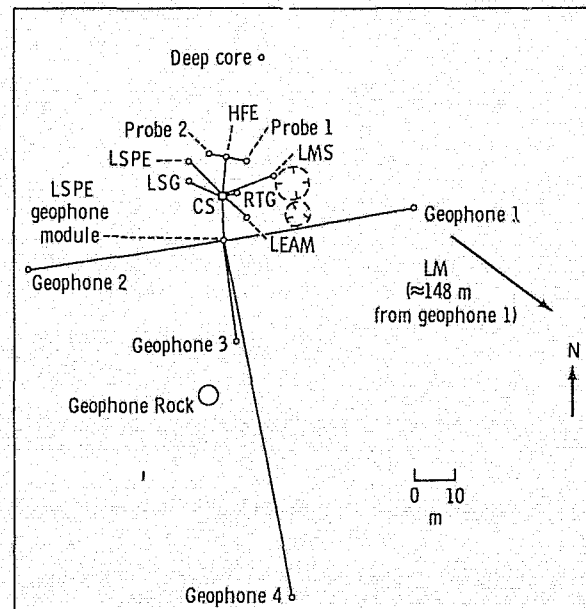 Deep core
HFE
Probe 2
Probe 1
LSPE
LMS
LSG
RTG
CS
LSPE
geophone
module
LEAM
Geophone 1
Geophone 2
LM
(≈148 m
from geophone 1)
N
Geophone 3
Geophone Rock
0 10
m
Geophone 4